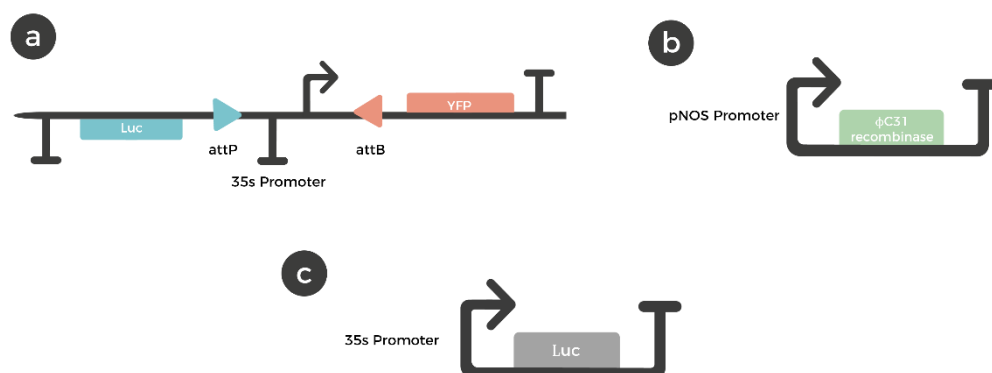 a
Luc
attP
35s Promoter
attB
YFP
b
pNOS Promoter
ϕC31
recombinase
c
35s Promoter
Luc